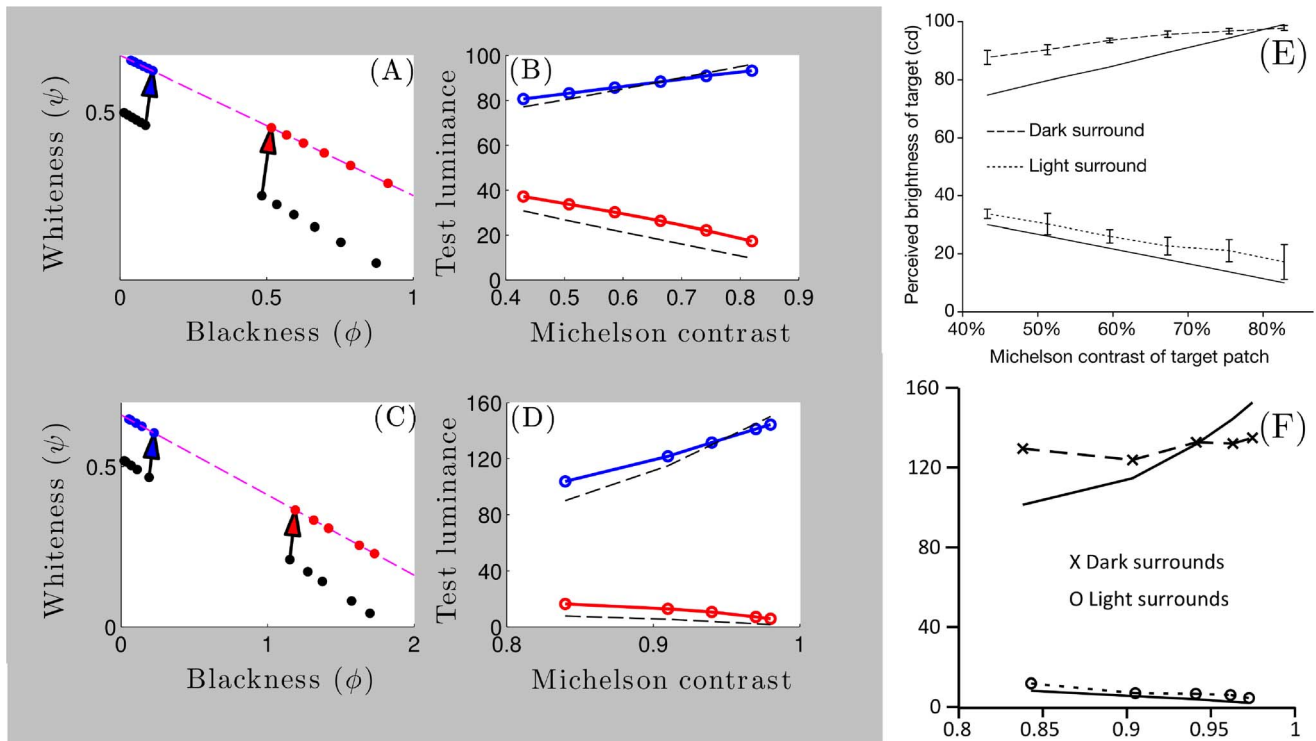 (A)
Whiteness (ψ)
0.5
0
0.5
1
Blackness (ϕ)
(B)
Test luminance
100
80
60
40
20
0
0.4
0.5
0.6
0.7
0.8
0.9
Michelson contrast
(E)
Perceived brightness of target (cd)
100
80
60
40
20
0
Dark surround
Light surround
40%
50%
60%
70%
80%
Michelson contrast of target patch
(C)
Whiteness (ψ)
0.5
0
0
1
2
Blackness (ϕ)
(D)
Test luminance
160
120
80
40
0
0.8
0.9
1
Michelson contrast
(F)
160
120
80
40
0
X Dark surrounds
O Light surrounds
0.8
0.85
0.9
0.95
1